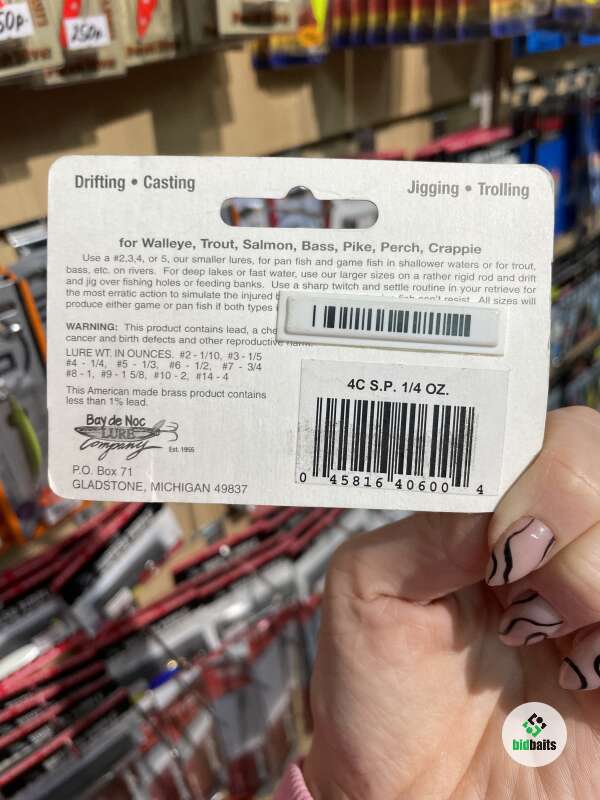 50р
250р
Drifting • Casting
Jigging • Trolling
for Walleye, Trout, Salmon, Bass, Pike, Perch, Crappie
Use a #2,3,4, or 5, our smaller lures, for pan fish and game fish in shallower waters or for trout,
bass, etc. on rivers. For deep lakes or fast water, use our larger sizes on a rather rigid rod and drift
and jig over fishing holes or feeding banks. Use a sharp twitch and settle routine in your retrieve for
the most erratic action to simulate the injured fish can't resist. All sizes will
produce either game or pan fish if both types
WARNING: This product contains lead, a
cancer and birth defects and other reproductive
LURE WT. IN OUNCES. #2 - 1/10, #3 - 1/5
#4 - 1/4, #5 - 1/3, #6 - 1/2, #7 - 3/4
#8 - 1, #9 - 1 5/8, #10 - 2, #14 - 4
This American made brass product contains
less than 1% lead.
Bay de Noc
LURE
Company
Est. 1955
P.O. Box 71
GLADSTONE, MICHIGAN 49837
4C S.P. 1/4 OZ.
0 45816 40600 4
bidbaits